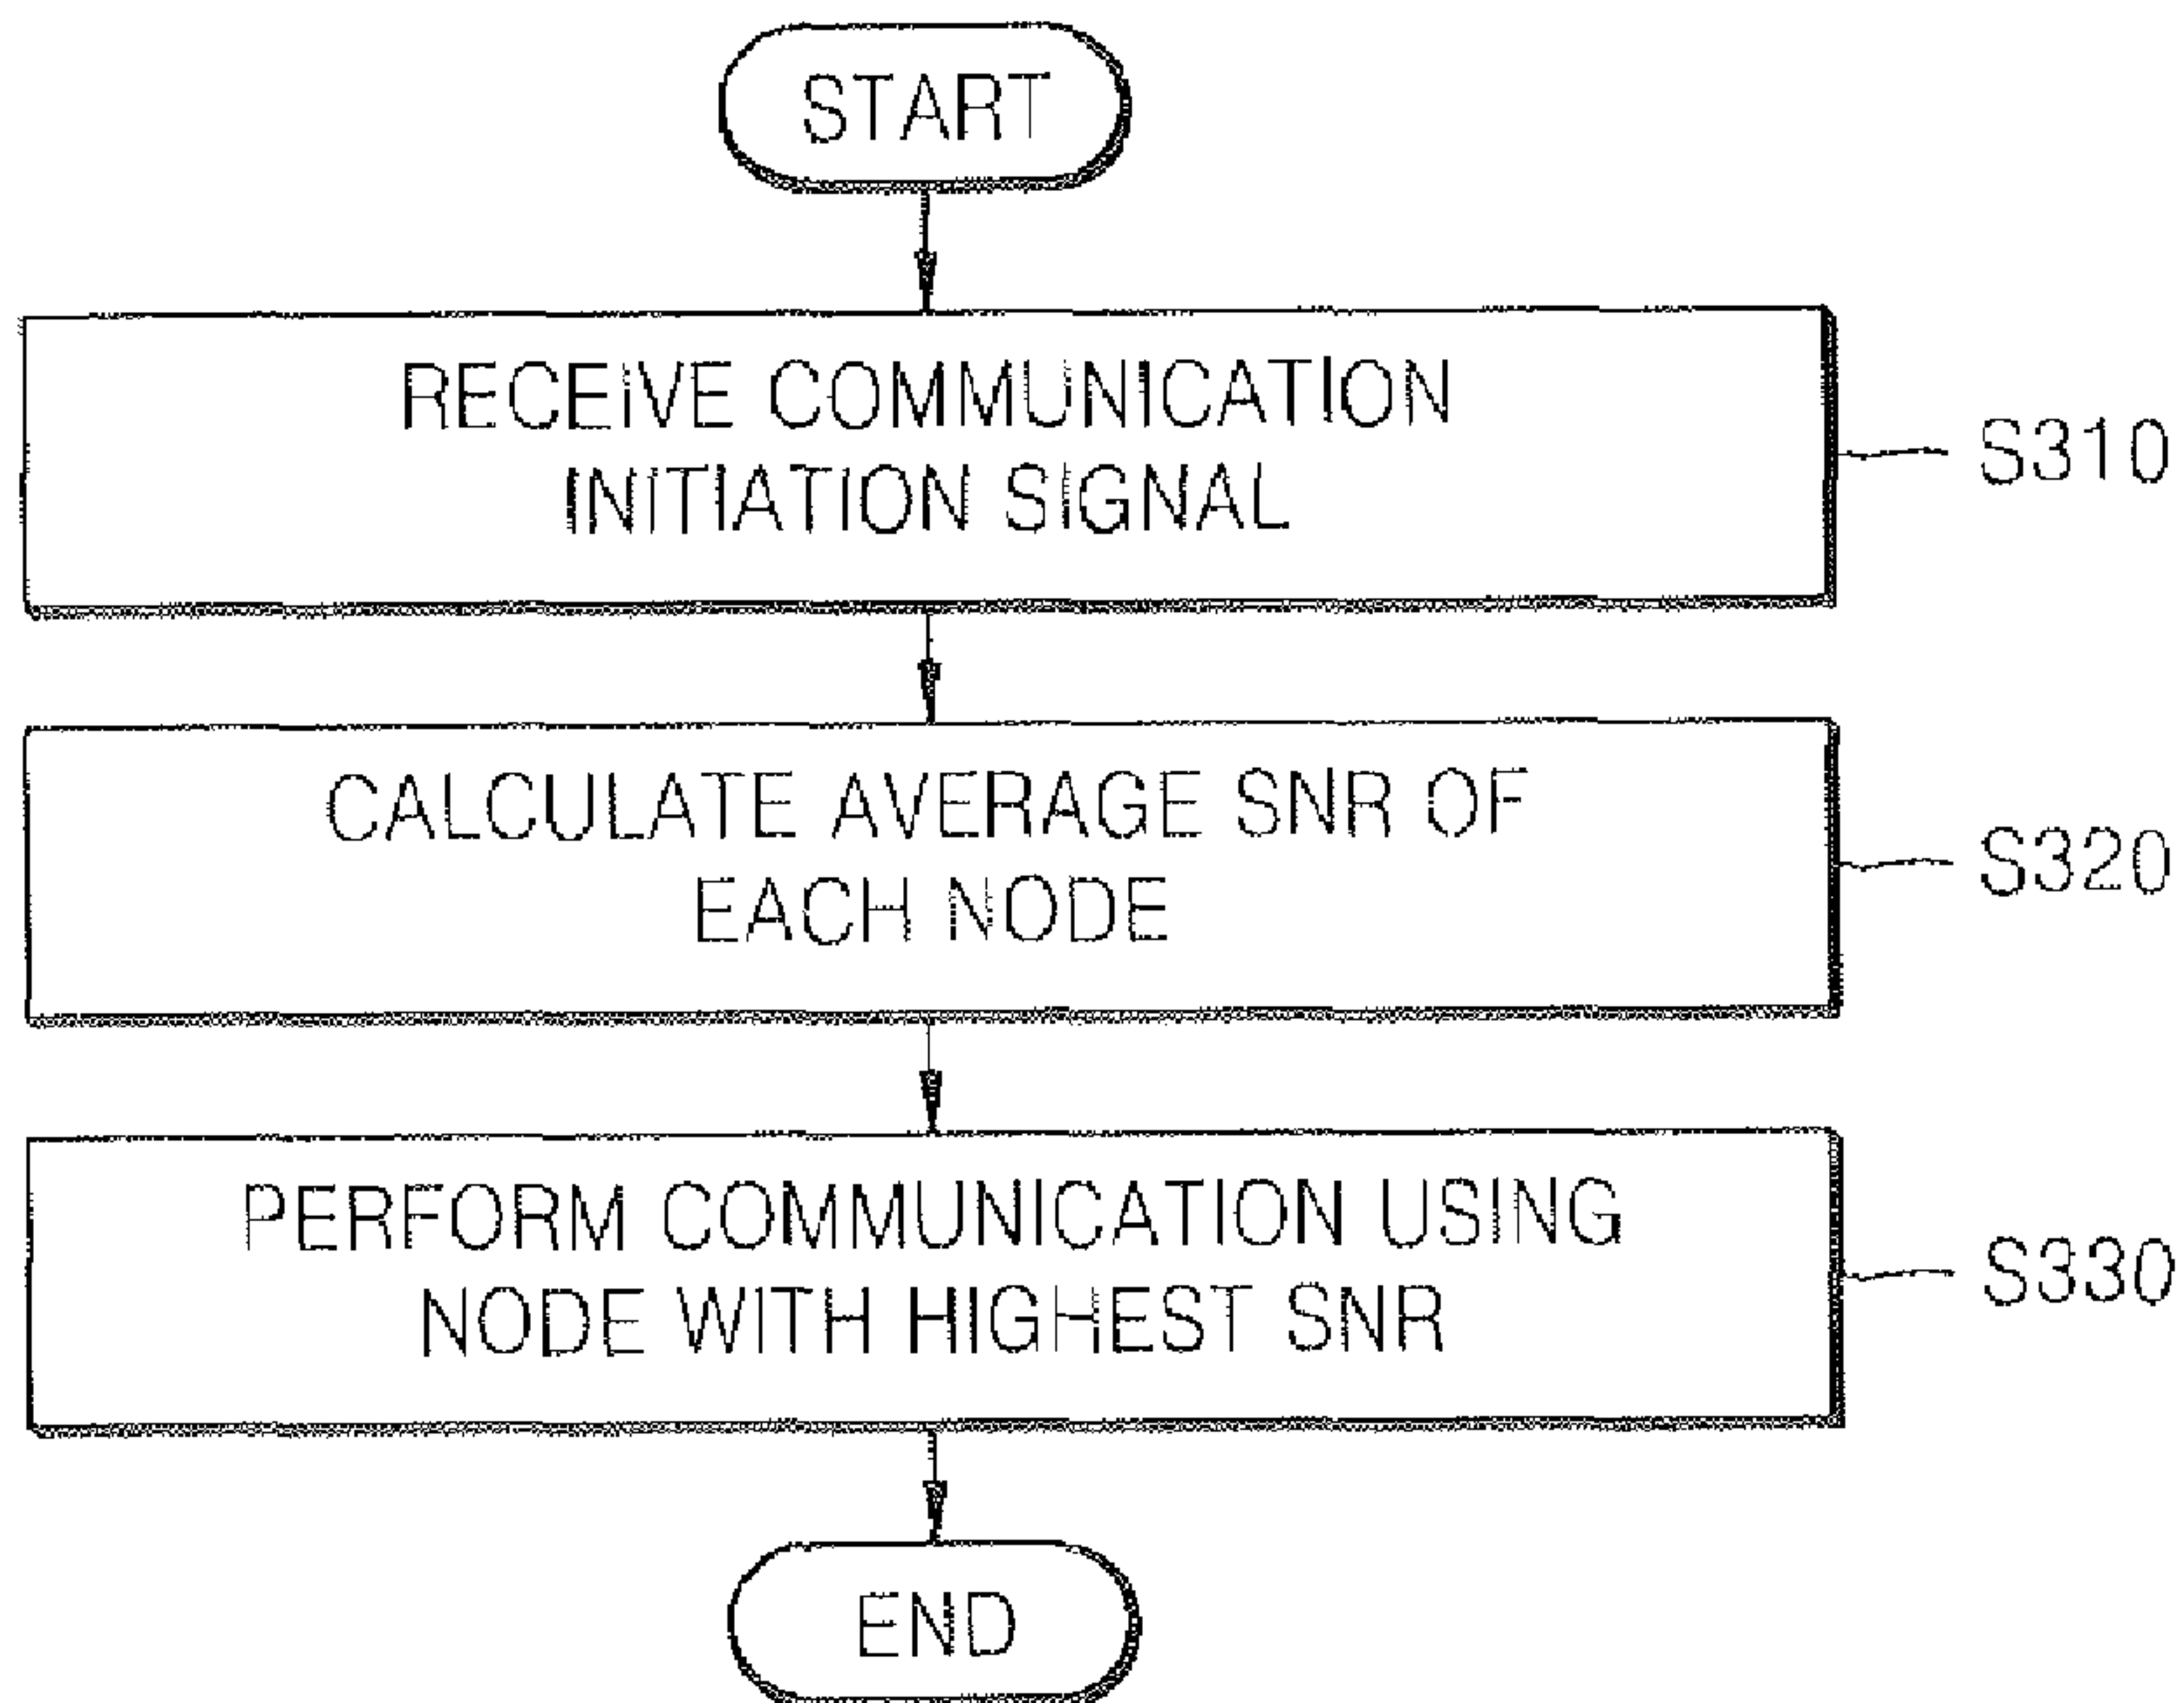 START
RECEIVE COMMUNICATION
INITIATION SIGNAL
S310
CALCULATE AVERAGE SNR OF
EACH NODE
S320
PERFORM COMMUNICATION USING
NODE WITH HIGHEST SNR
S330
END